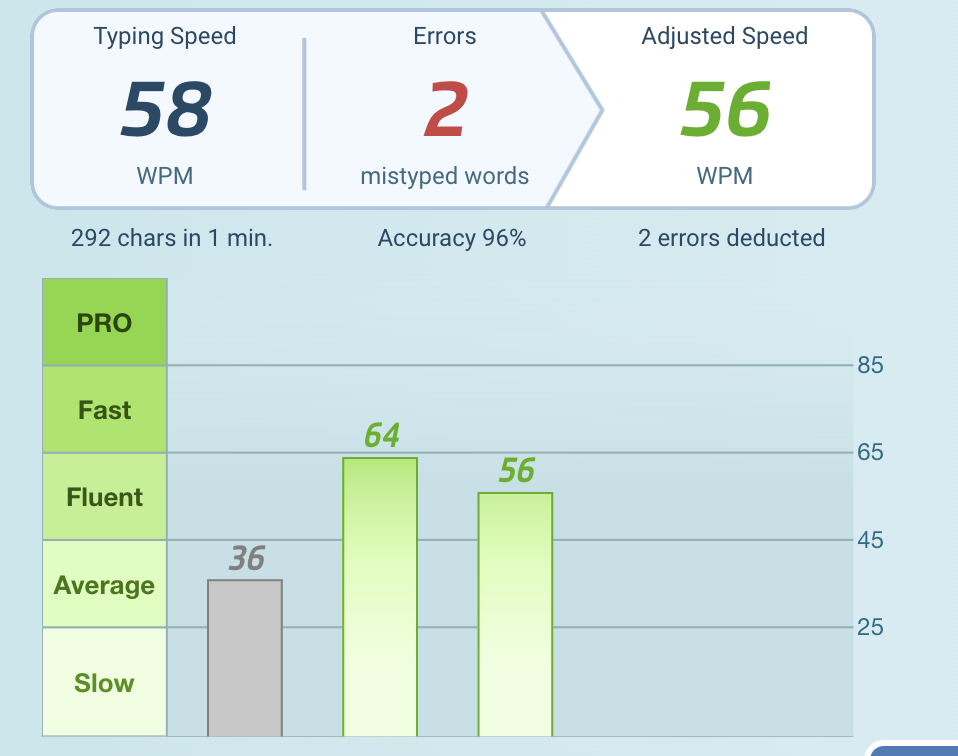 Typing Speed
Errors
Adjusted Speed
58
2
56
WPM
mistyped words
WPM
292 chars in 1 min.
Accuracy 96%
2 errors deducted
PRO
85
Fast
64
65
56
Fluent
45
36
Average
25
Slow